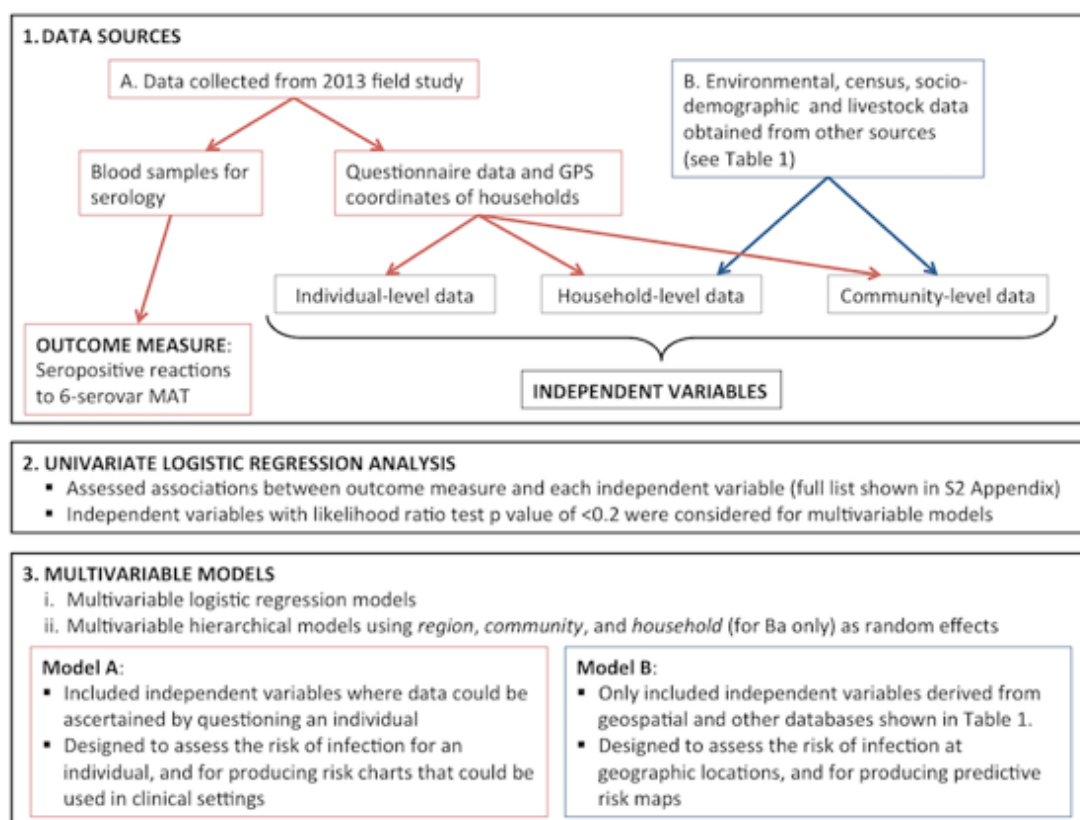 1. DATA SOURCES
A. Data collected from 2013 field study
B. Environmental, census, socio-
demographic and livestock data
obtained from other sources
(see Table 1)
Blood samples for
serology
Questionnaire data and GPS
coordinates of households
Individual-level data
Household-level data
Community-level data
OUTCOME MEASURE:
Seropositive reactions
to 6-serovar MAT
INDEPENDENT VARIABLES
2. UNIVARIATE LOGISTIC REGRESSION ANALYSIS
▪ Assessed associations between outcome measure and each independent variable (full list shown in S2 Appendix)
▪ Independent variables with likelihood ratio test p value of <0.2 were considered for multivariable models
3. MULTIVARIABLE MODELS
i. Multivariable logistic regression models
ii. Multivariable hierarchical models using region, community, and household (for Ba only) as random effects
Model A:
▪ Included independent variables where data could be
ascertained by questioning an individual
▪ Designed to assess the risk of infection for an
individual, and for producing risk charts that could be
used in clinical settings
Model B:
▪ Only included independent variables derived from
geospatial and other databases shown in Table 1.
▪ Designed to assess the risk of infection at
geographic locations, and for producing predictive
risk maps